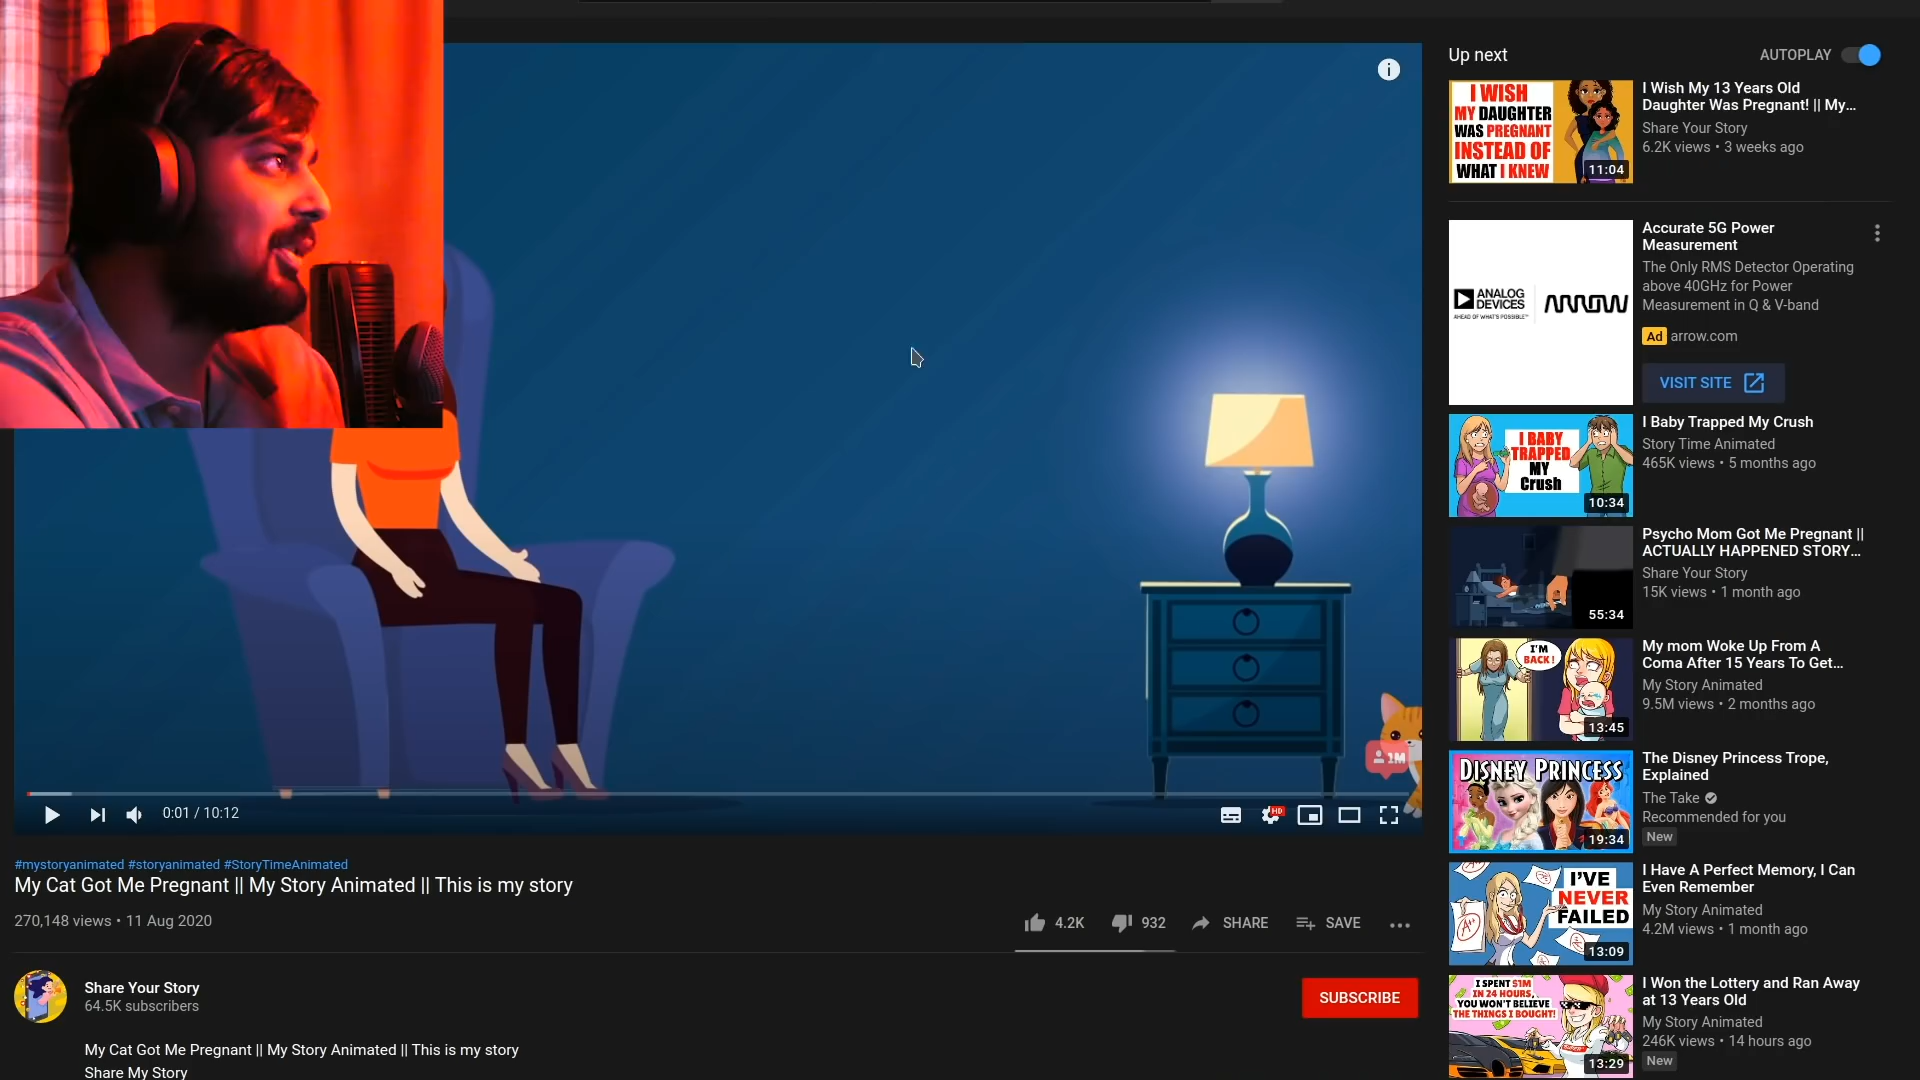 Up next
AUTOPLAY
I WISH
MY DAUGHTER
WAS PREGNANT
INSTEAD OF
WHAT I KNEW
11:04
I Wish My 13 Years Old
Daughter Was Pregnant! || My...
Share Your Story
6.2K views • 3 weeks ago
ANALOG
DEVICES
AHEAD OF WHAT'S POSSIBLE™
ARROW
Accurate 5G Power
Measurement
The Only RMS Detector Operating
above 40GHz for Power
Measurement in Q & V-band
Ad arrow.com
VISIT SITE
I BABY
TRAPPED
MY
Crush
10:34
I Baby Trapped My Crush
Story Time Animated
465K views • 5 months ago
55:34
Psycho Mom Got Me Pregnant ||
ACTUALLY HAPPENED STORY...
Share Your Story
15K views • 1 month ago
I'M
BACK!
13:45
My mom Woke Up From A
Coma After 15 Years To Get...
My Story Animated
9.5M views • 2 months ago
DISNEY PRINCESS
19:34
The Disney Princess Trope,
Explained
The Take
Recommended for you
New
I'VE
NEVER
FAILED
A+
13:09
I Have A Perfect Memory, I Can
Even Remember
My Story Animated
4.2M views • 1 month ago
I SPENT $1M
IN 24 HOURS,
YOU WON'T BELIEVE
THE THINGS I BOUGHT!
13:29
I Won the Lottery and Ran Away
at 13 Years Old
My Story Animated
246K views • 14 hours ago
New
1M
0:01 / 10:12
HD
#mystoryanimated #storyanimated #StoryTimeAnimated
My Cat Got Me Pregnant || My Story Animated || This is my story
270,148 views • 11 Aug 2020
4.2K
932
SHARE
SAVE
Share Your Story
64.5K subscribers
SUBSCRIBE
My Cat Got Me Pregnant || My Story Animated || This is my story
Share My Story